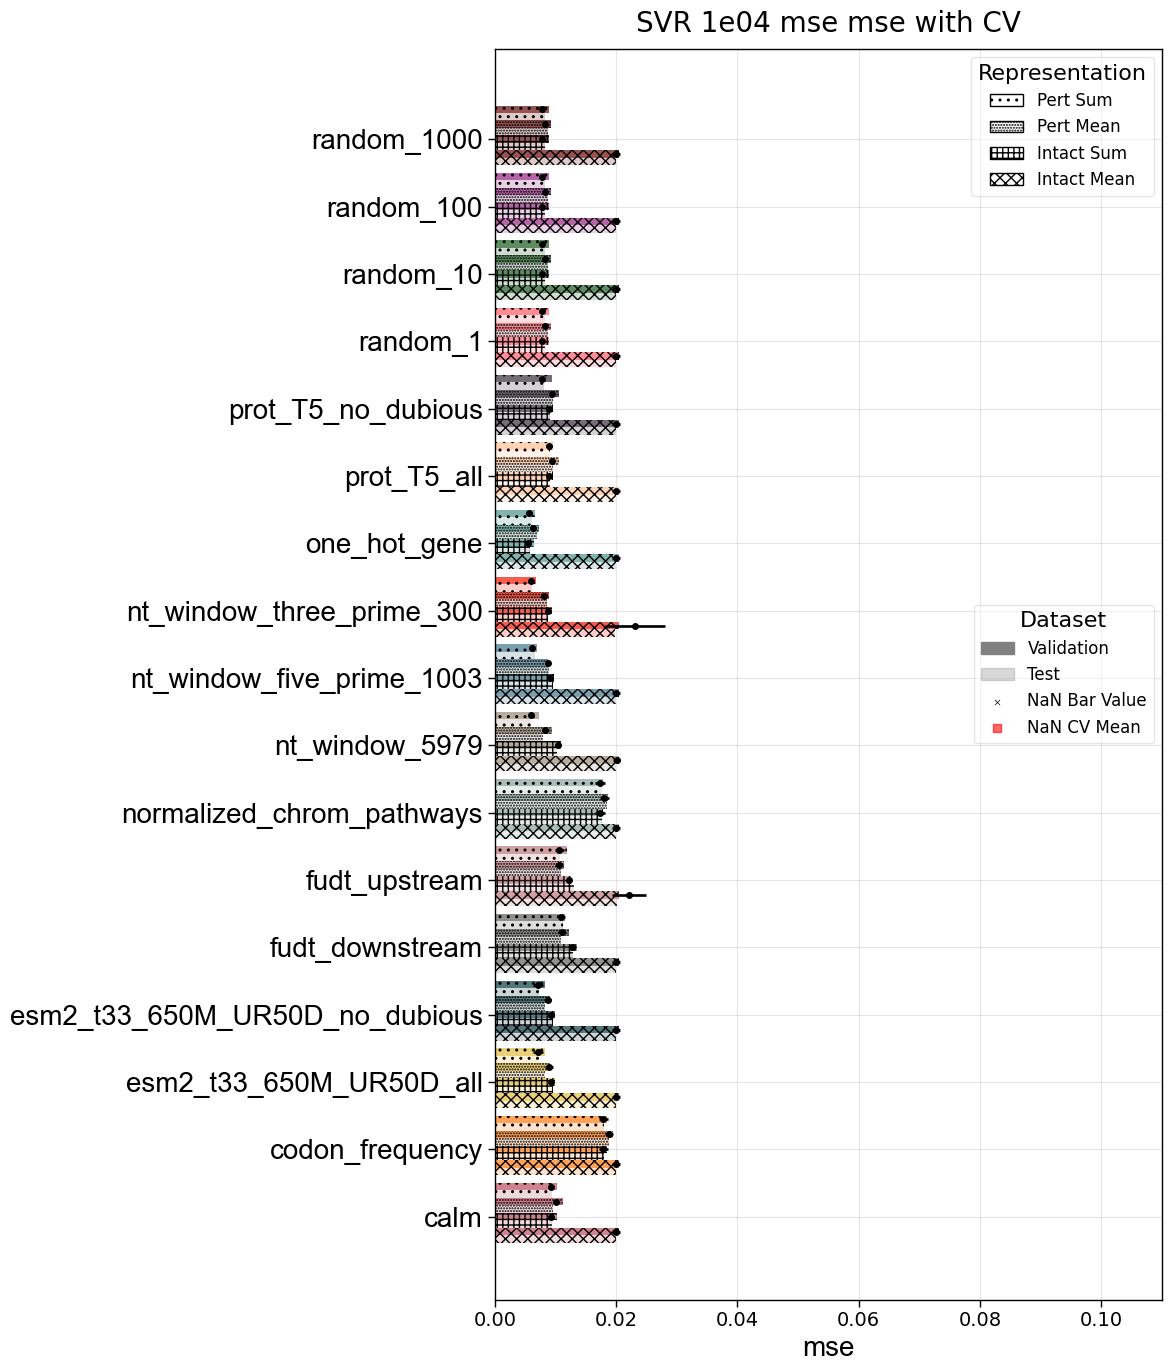 SVR 1e04 mse mse with CV
Representation
Pert Sum
Pert Mean
Intact Sum
Intact Mean
random_1000
random_100
random_10
random_1
prot_T5_no_dubious
prot_T5_all
one_hot_gene
nt_window_three_prime_300
nt_window_five_prime_1003
nt_window_5979
normalized_chrom_pathways
fudt_upstream
fudt_downstream
esm2_t33_650M_UR50D_no_dubious
esm2_t33_650M_UR50D_all
codon_frequency
calm
Dataset
Validation
Test
NaN Bar Value
NaN CV Mean
0.00 0.02 0.04 0.06 0.08 0.10
mse